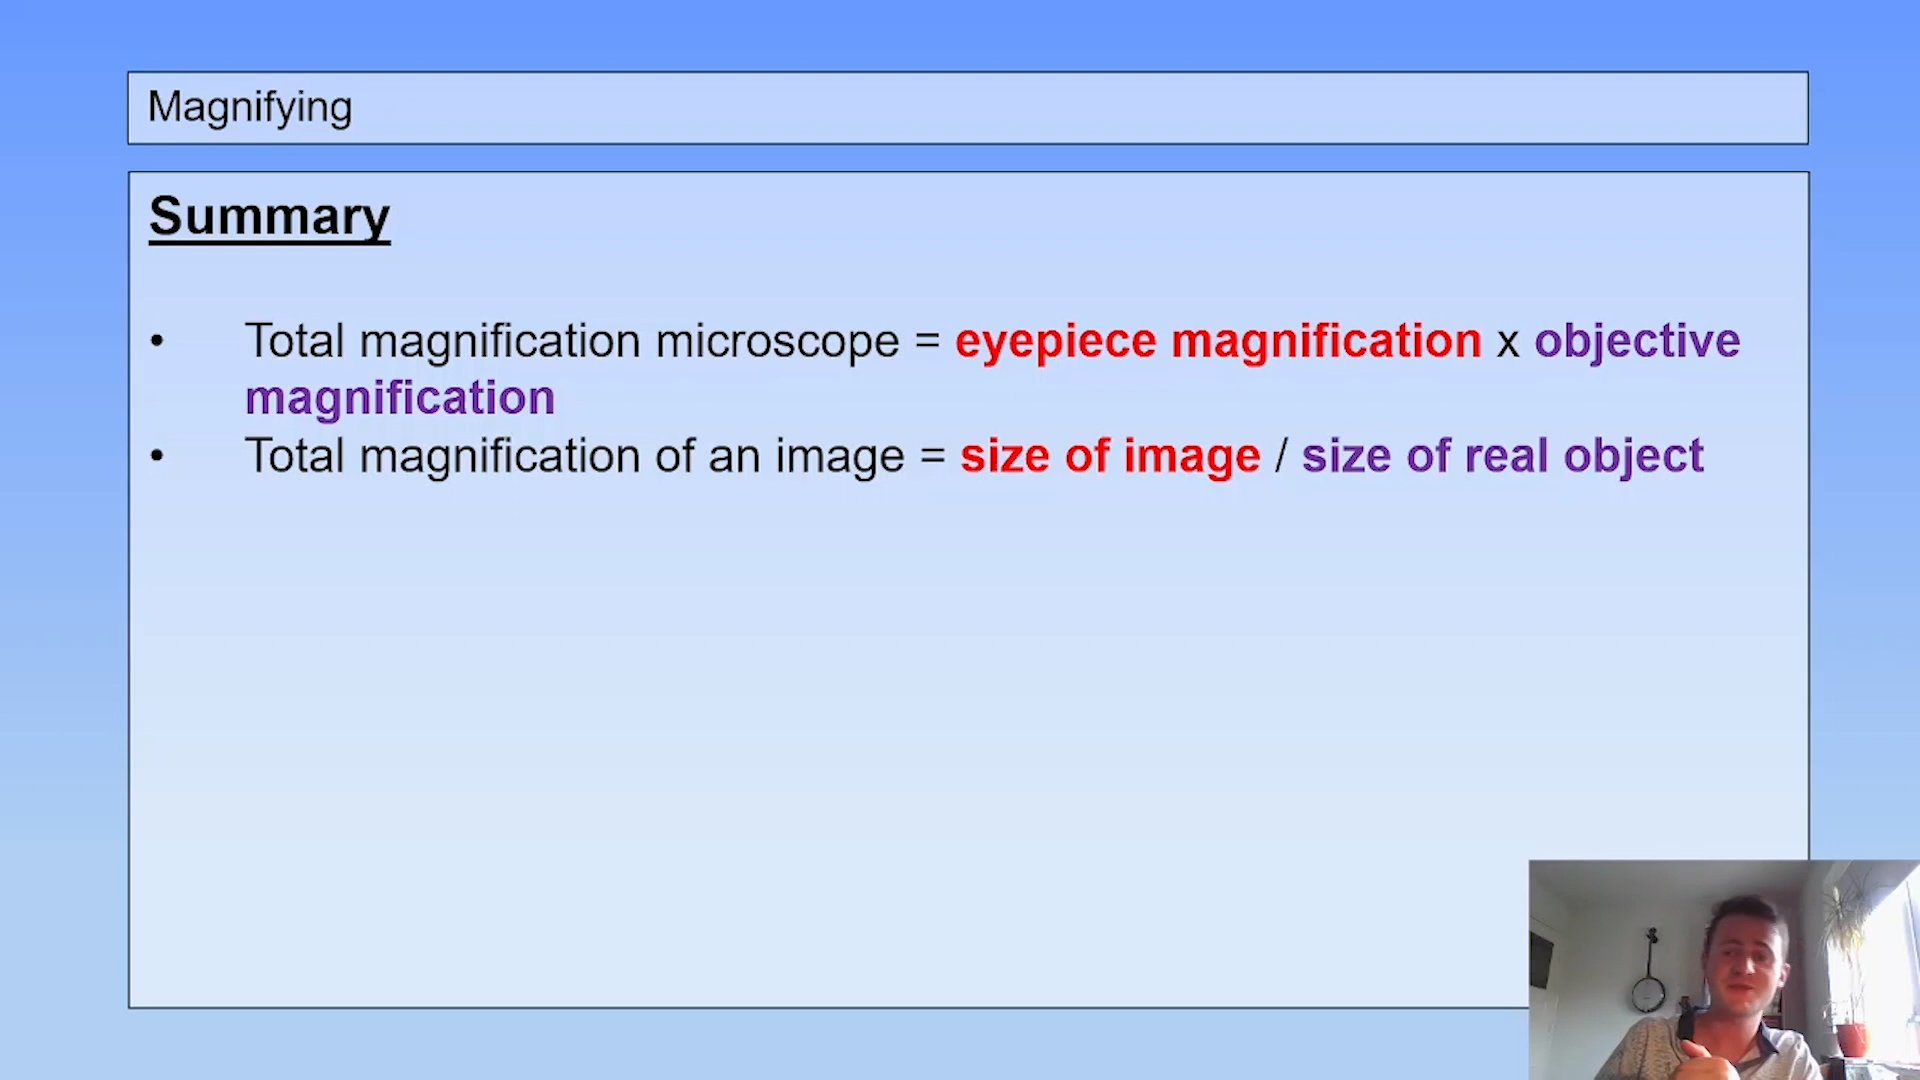 Magnifying
Summary
• Total magnification microscope = eyepiece magnification x objective
magnification
• Total magnification of an image = size of image / size of real object